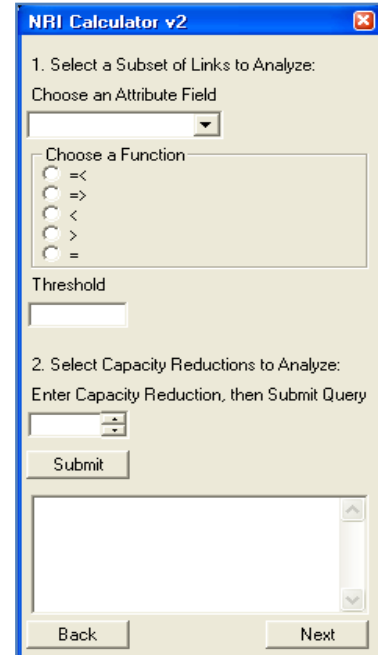 NRI Calculator v2
1. Select a Subset of Links to Analyze:
Choose an Attribute Field
Choose a Function
=<
=>
<
>
=
Threshold
2. Select Capacity Reductions to Analyze:
Enter Capacity Reduction, then Submit Query
Submit
Back
Next